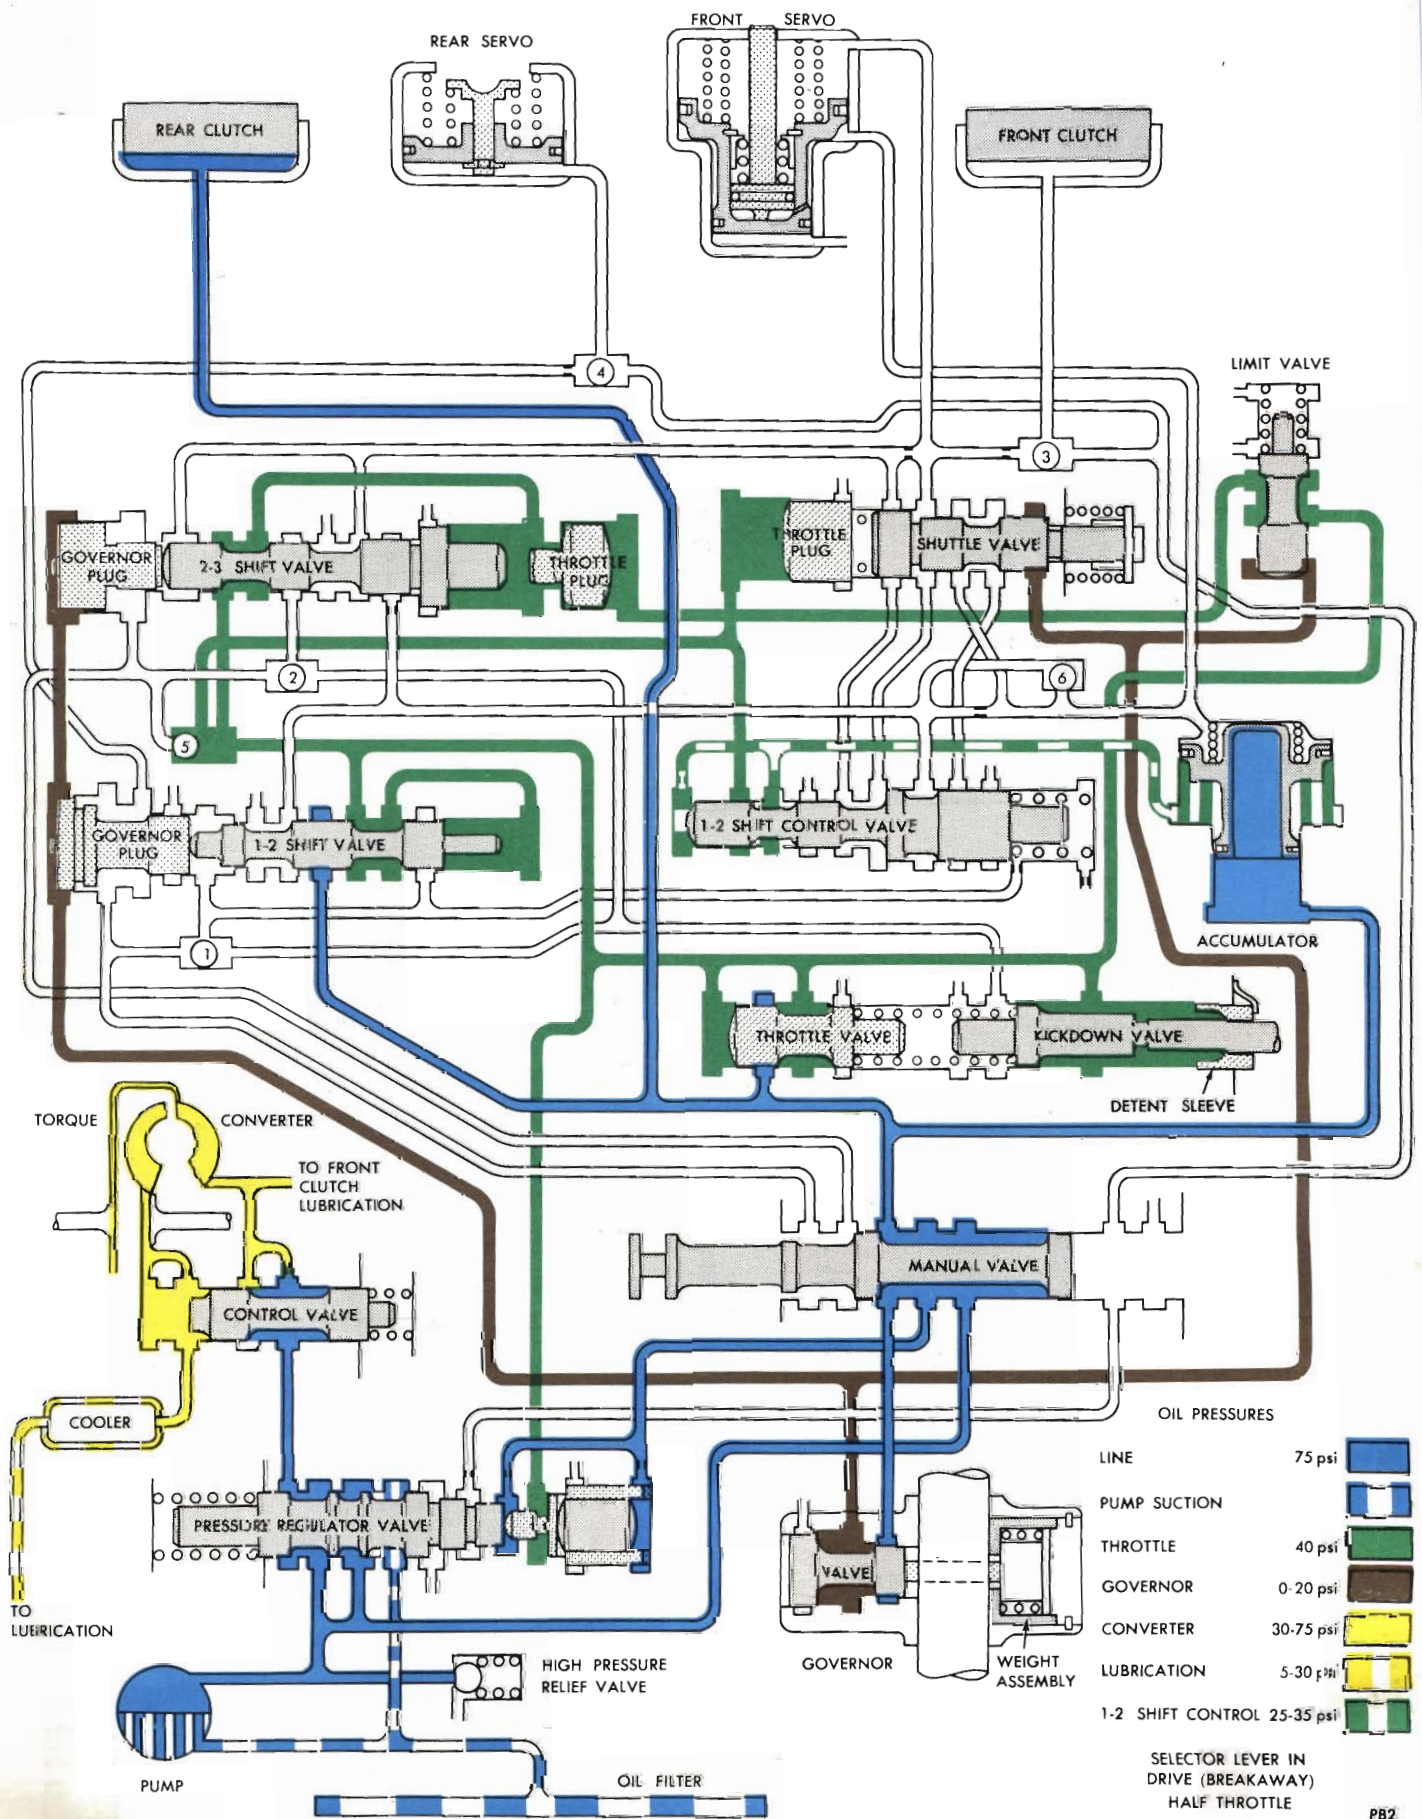 FRONT SERVO
REAR SERVO
REAR CLUTCH
FRONT CLUTCH
LIMIT VALVE
4
3
GOVERNOR
PLUG
2-3 SHIFT VALVE
THROTTLE
PLUG
THROTTLE
PLUG
SHUTTLE VALVE
2
6
5
GOVERNOR
PLUG
1-2 SHIFT VALVE
1-2 SHIFT CONTROL VALVE
ACCUMULATOR
1
THROTTLE VALVE
KICKDOWN VALVE
DETENT SLEEVE
TORQUE CONVERTER
TO FRONT
CLUTCH
LUBRICATION
MANUAL VALVE
CONTROL VALVE
COOLER
OIL PRESSURES
LINE 75 psi
PUMP SUCTION
THROTTLE 40 psi
GOVERNOR 0-20 psi
CONVERTER 30-75 psi
LUBRICATION 5-30 psi
1-2 SHIFT CONTROL 25-35 psi
PRESSURE REGULATOR VALVE
VALVE
TO
LUBRICATION
GOVERNOR
WEIGHT
ASSEMBLY
HIGH PRESSURE
RELIEF VALVE
PUMP
OIL FILTER
SELECTOR LEVER IN
DRIVE (BREAKAWAY)
HALF THROTTLE
PB2